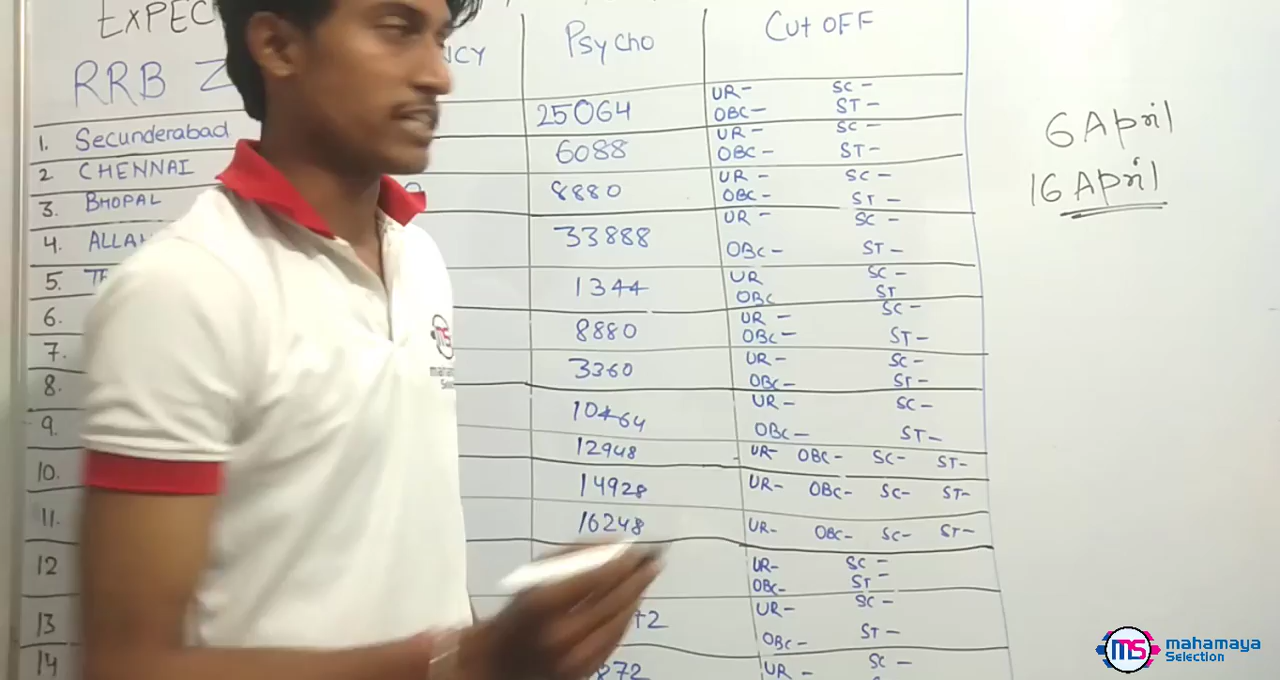 EXPEC
RRB Z NCY Psycho Cut OFF
1. Secunderabad 25064 UR- SC- OBC- ST-
2 CHENNAI 6088 UR- SC- OBC- ST-
3. BHOPAL 8880 UR- SC- OBC- ST-
4. ALLA 33888 UR- SC- OBC- ST-
5. 1344 UR SC- OBC ST
6. 8880 UR- SC- OBC- ST-
7. 3360 UR- SC- OBC- ST-
8. 10464 UR- SC- OBC- ST-
9. 12948 UR- OBC- SC- ST-
10. 14928 UR- OBC- SC- ST-
11. 16248 UR- OBC- SC- ST-
12 UR- SC- OBC- ST-
13 UR- SC- OBC- ST-
14 872 UR- SC-
6 April
16 April
MS
mahamaya
Selection